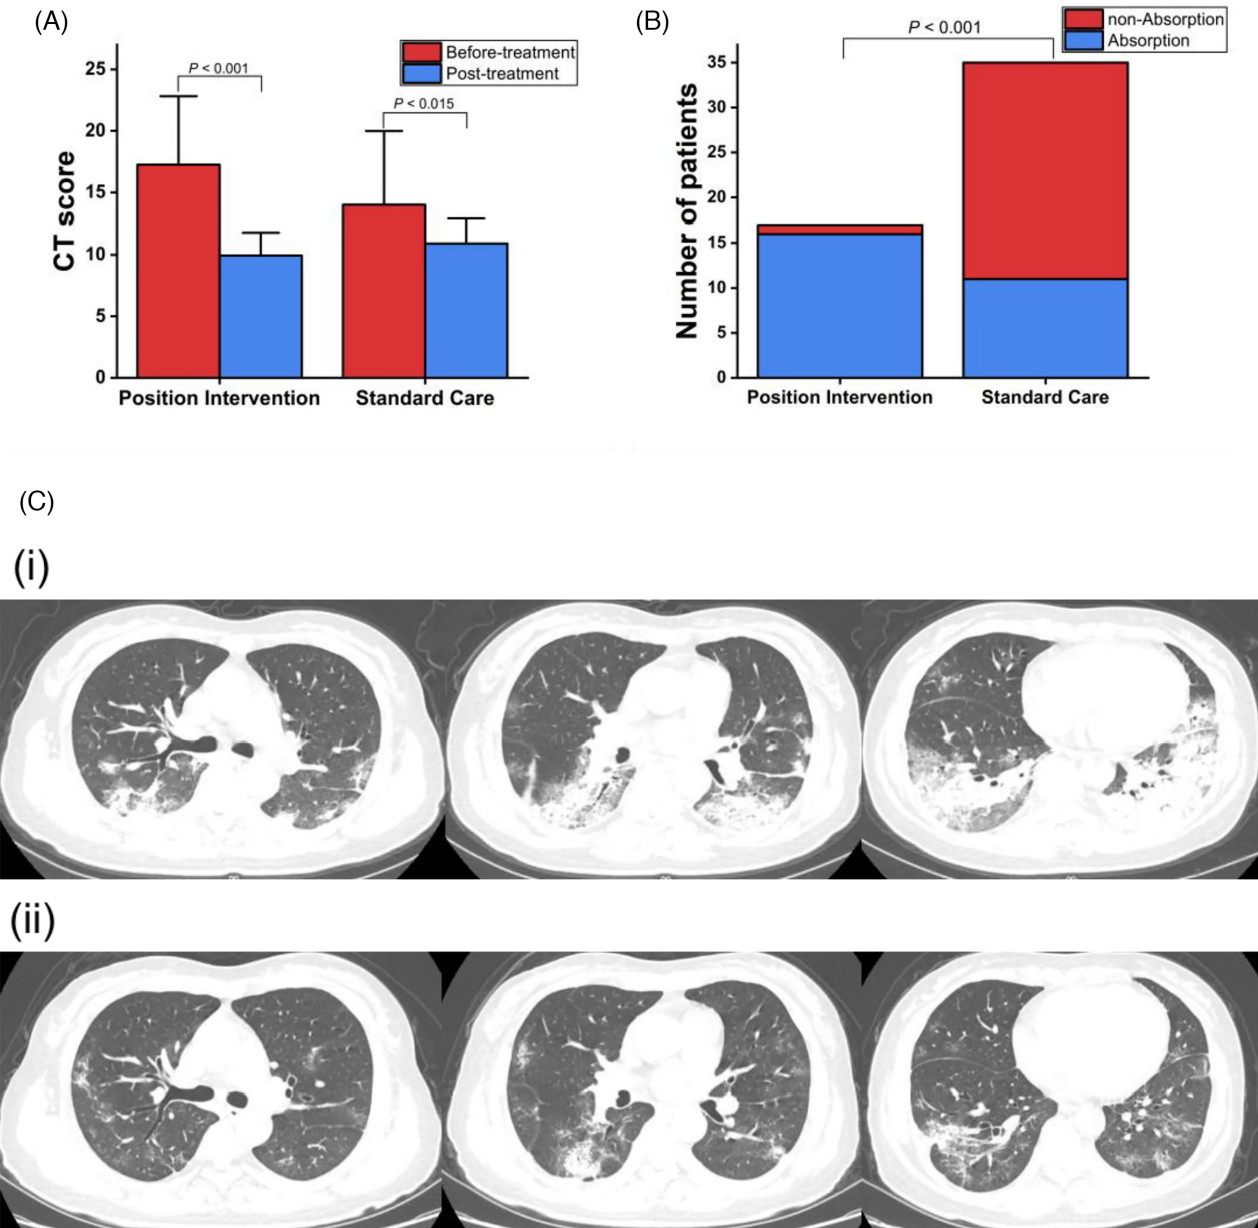 (A)
Before-treatment
Post-treatment
P < 0.001
P < 0.015
CT score
25
20
15
10
5
0
Position Intervention
Standard Care
(B)
non-Absorption
Absorption
P < 0.001
Number of patients
35
30
25
20
15
10
5
0
Position Intervention
Standard Care
(C)
(i)
(ii)